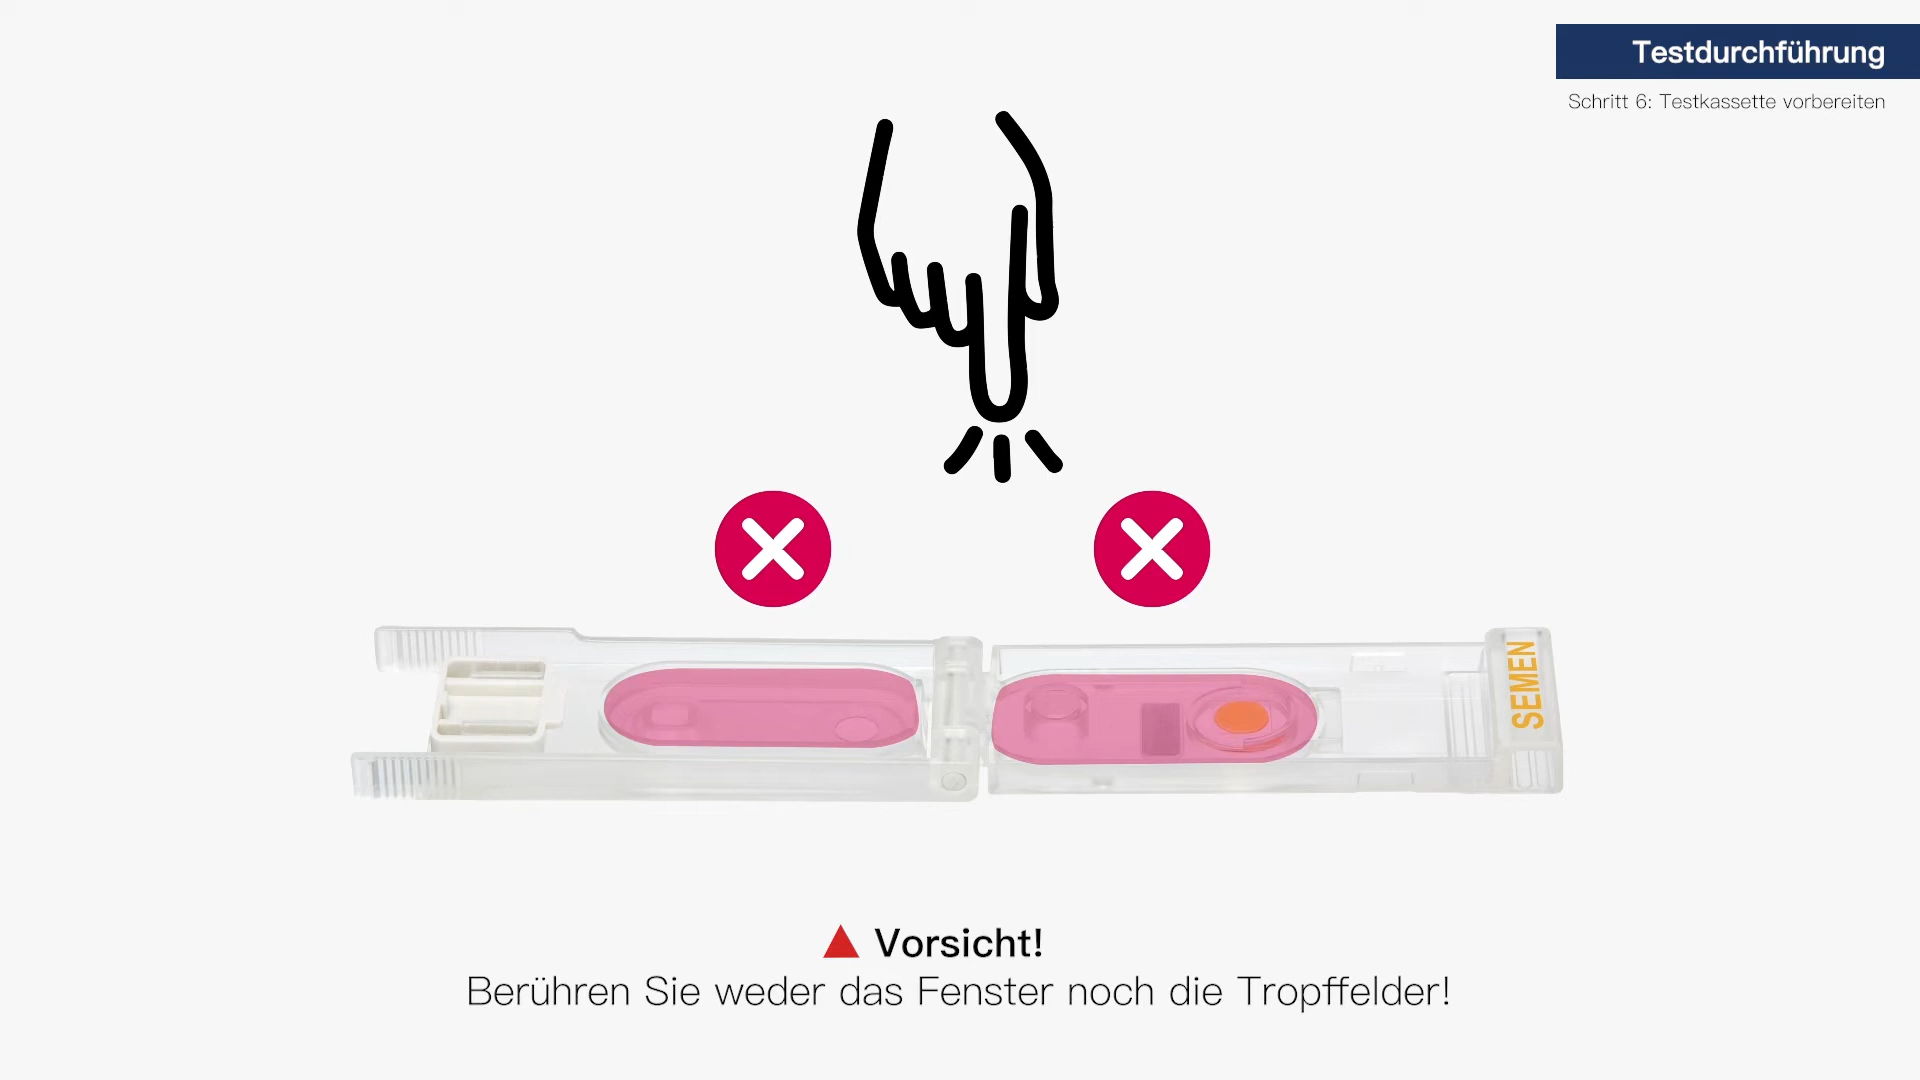 Testdurchführung
Schritt 6: Testkassette vorbereiten
SEMEN
Vorsicht!
Berühren Sie weder das Fenster noch die Tropffelder!